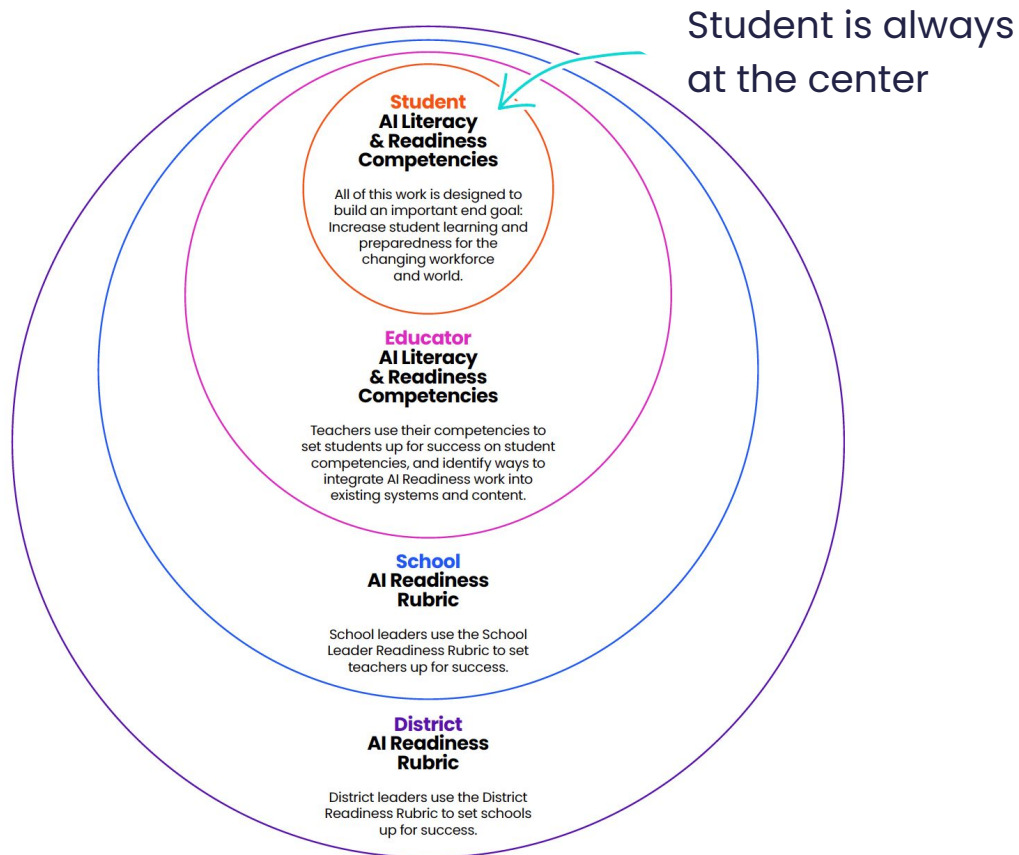 Student is always
at the center
Student
AI Literacy
& Readiness
Competencies
All of this work is designed to
build an important end goal:
Increase student learning and
preparedness for the
changing workforce
and world.
Educator
AI Literacy
& Readiness
Competencies
Teachers use their competencies to
set students up for success on student
competencies, and identify ways to
integrate AI Readiness work into
existing systems and content.
School
AI Readiness
Rubric
School leaders use the School
Leader Readiness Rubric to set
teachers up for success.
District
AI Readiness
Rubric
District leaders use the District
Readiness Rubric to set schools
up for success.